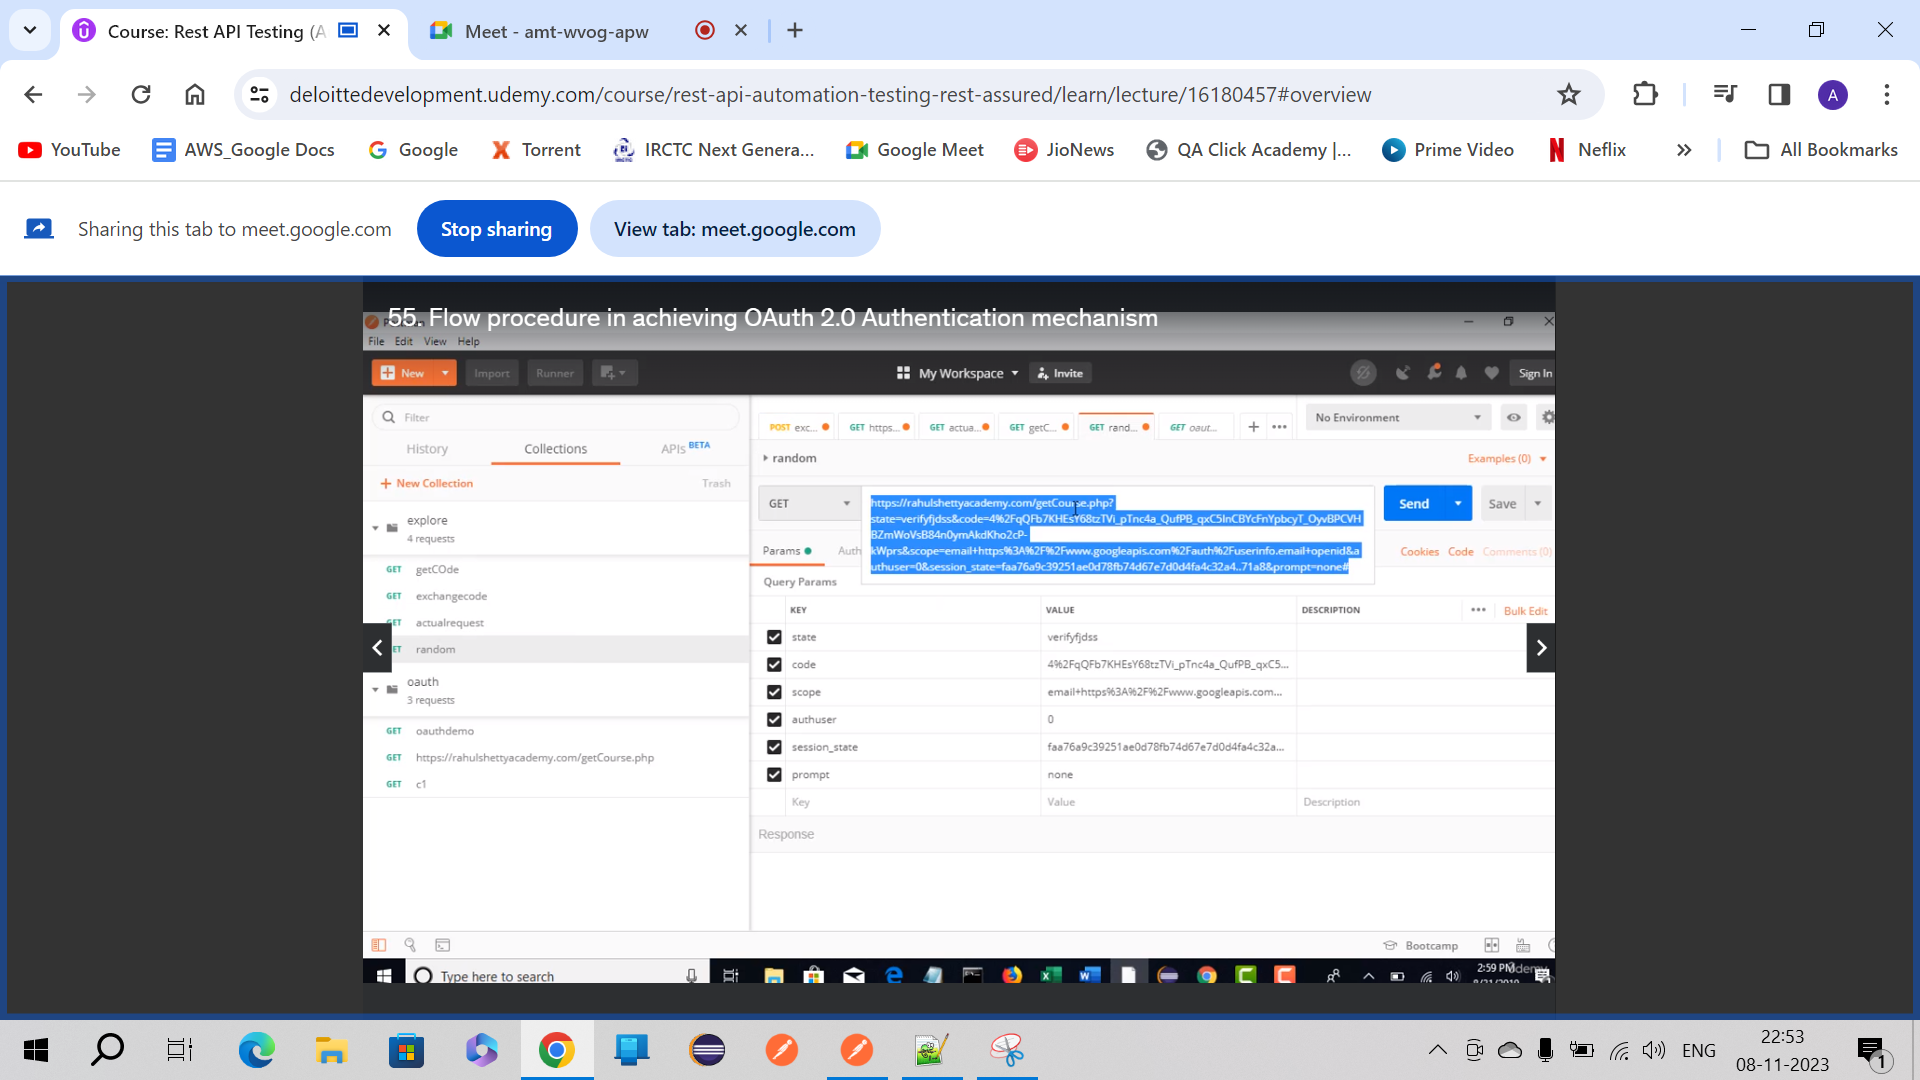 Course: Rest API Testing (A
Meet - amt-wvog-apw
deloittedevelopment.udemy.com/course/rest-api-automation-testing-rest-assured/learn/lecture/16180457#overview
A
YouTube
AWS_Google Docs
Google
Torrent
IRCTC Next Genera...
Google Meet
JioNews
QA Click Academy |...
Prime Video
Neflix
All Bookmarks
Sharing this tab to meet.google.com
Stop sharing
View tab: meet.google.com
55. Flow procedure in achieving OAuth 2.0 Authentication mechanism
File Edit View Help
New
Import
Runner
My Workspace
Invite
Sign In
Filter
History
Collections
APIs BETA
New Collection
Trash
explore
4 requests
GET getCOde
GET exchangecode
GET actualrequest
random
oauth
3 requests
GET oauthdemo
GET https://rahulshettyacademy.com/getCourse.php
GET c1
POST exc...
GET https...
GET actua...
GET getC...
GET rand...
GET oaut...
No Environment
random
Examples (0)
GET
https://rahulshettyacademy.com/getCourse.php?
state=verifyfjdss&code=4%2FqQFb7KHEsY68tzTVi_pTnc4a_QufPB_qxC5InCBYcFnYpbcyT_OyvBPCVH
BZmWoVsB84n0ymAkdKho2cP-
kWprs&scope=email+https%3A%2F%2Fwww.googleapis.com%2Fauth%2Fuserinfo.email+openid&a
uthuser=0&session_state=faa76a9c39251ae0d78fb74d67e7d0d4fa4c32a4..71a8&prompt=none#
Send
Save
Params
Auth
Cookies Code Comments (0)
Query Params
KEY VALUE DESCRIPTION
Bulk Edit
state verifyfjdss
code 4%2FqQFb7KHEsY68tzTVi_pTnc4a_QufPB_qxC5...
scope email+https%3A%2F%2Fwww.googleapis.com...
authuser 0
session_state faa76a9c39251ae0d78fb74d67e7d0d4fa4c32a...
prompt none
Key Value Description
Response
Bootcamp
Type here to search
2:59 PM
22:53
ENG
08-11-2023
1